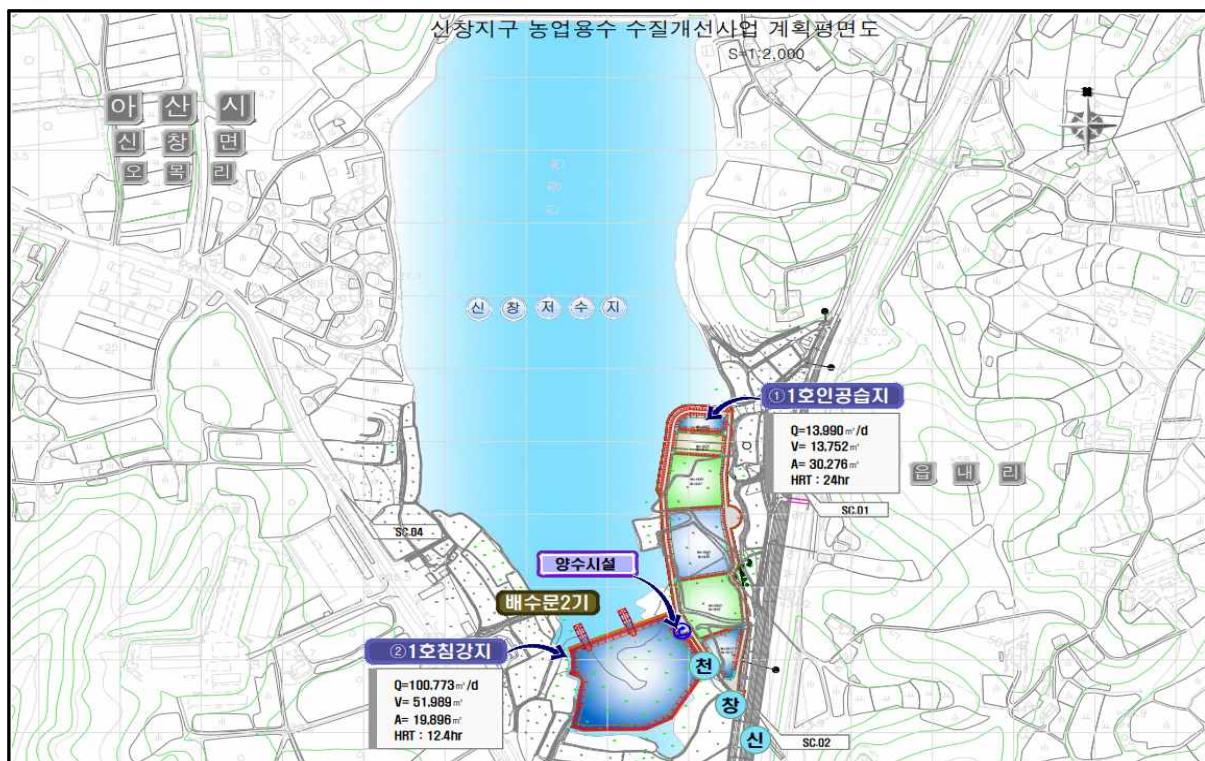 신창지구 농업용수 수질개선사업 계획평면도
S=1:2,000
아 산 시
신 창 면
오 목 리
신 창 저 수 지
①1호인공습지
Q=13.990㎥/d
V= 13.752㎥
A= 30.276㎡
HRT : 24hr
읍 내 리
SC.01
SC.04
양수시설
배수문2기
②1호침강지
Q=100.773㎥/d
V= 51.989㎥
A= 19.896㎡
HRT : 12.4hr
천
창
신
SC.02